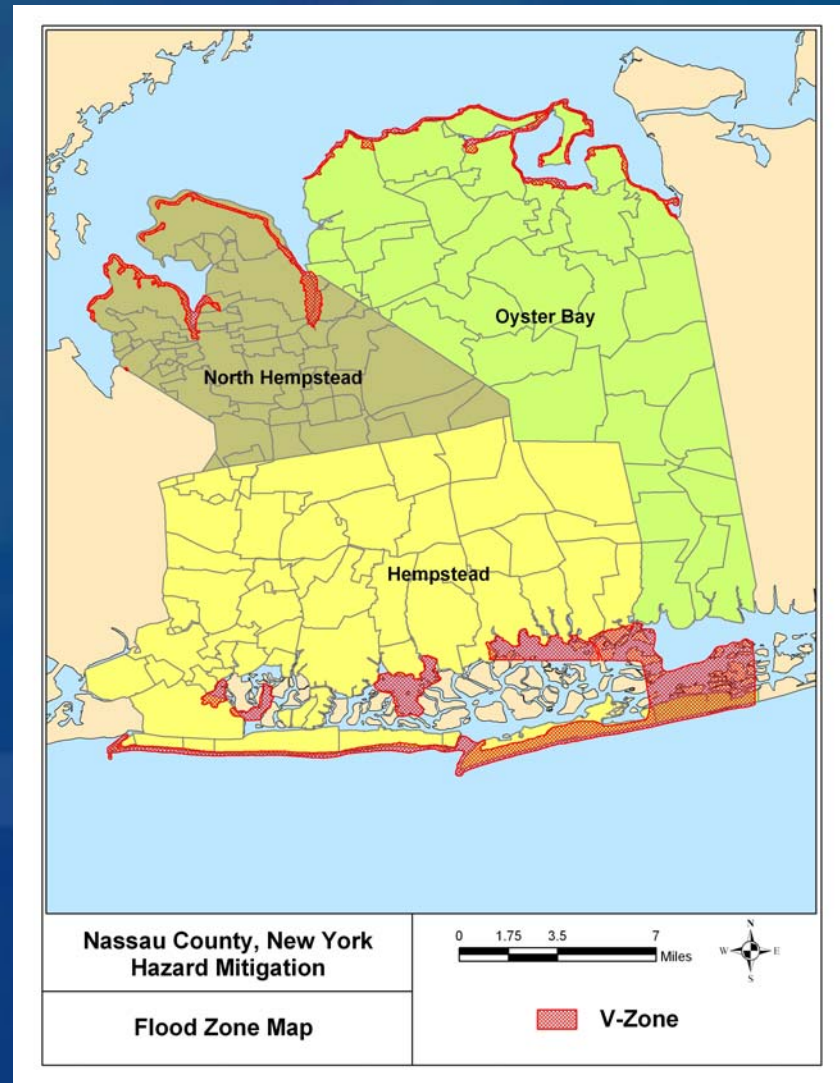 Oyster Bay
North Hempstead
Hempstead
Nassau County, New York
Hazard Mitigation
Flood Zone Map
0 1.75 3.5 7
Miles
N
W E
S
V-Zone